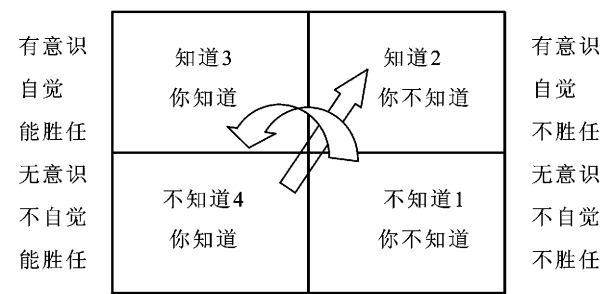 有意识
自觉
能胜任
无意识
不自觉
能胜任
知道3
你知道
知道2
你不知道
不知道4
你知道
不知道1
你不知道
有意识
自觉
不胜任
无意识
不自觉
不胜任